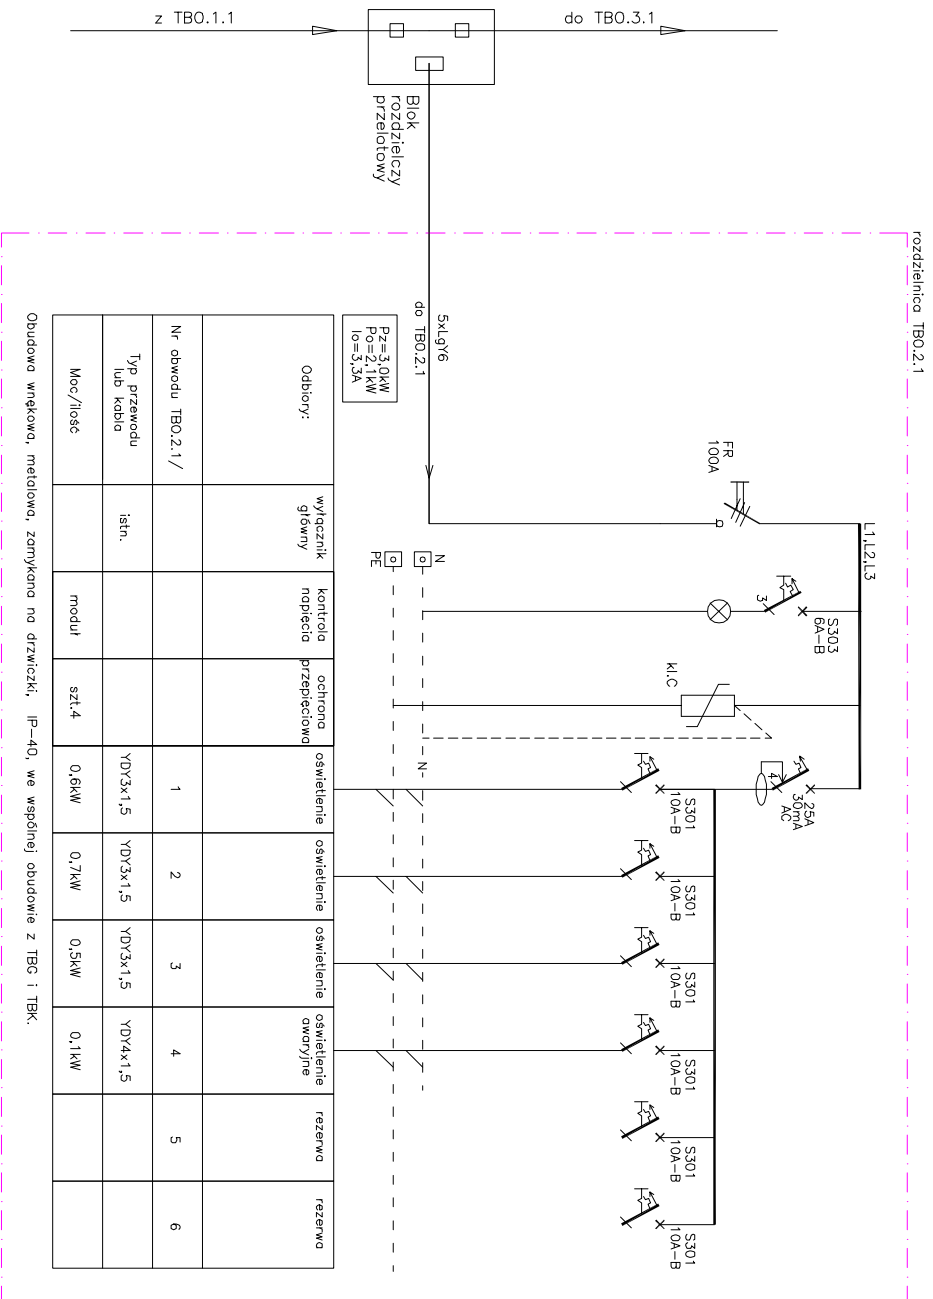 rozdzielnica TBO.2.1
z TBO.1.1
do TBO.3.1
Blok
rozdzielczy
przelotowy
5xLgY6
do TBO.2.1
Pz=3,0kW
Po=2,1kW
Io=3,3A
FR
100A
L1,L2,L3
S303
6A-B
3
kl.C
25A
30mA
AC
4
S301
10A-B
S301
10A-B
S301
10A-B
S301
10A-B
S301
10A-B
S301
10A-B
N
PE
N
Odbiory:
wyłącznik
główny
kontrola
napięcia
ochrona
przepięciowa
oświetlenie
oświetlenie
oświetlenie
oświetlenie
awaryjne
rezerwa
rezerwa
Nr obwodu TBO.2.1/
1
2
3
4
5
6
Typ przewodu
lub kabla
istn.
YDY3x1,5
YDY3x1,5
YDY3x1,5
YDY4x1,5
Moc/ilość
moduł
szt.4
0,6kW
0,7kW
0,5kW
0,1kW
Obudowa wnękowa, metalowa, zamykana na drzwiczki, IP-40, we wspólnej obudowie z TBG i TBK.